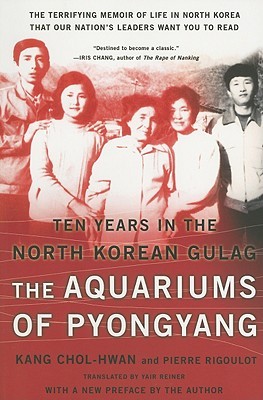 THE TERRIFYING MEMOIR OF LIFE IN NORTH KOREA
THAT OUR NATION'S LEADERS WANT YOU TO READ
"Destined to become a classic."
—IRIS CHANG, author of The Rape of Nanking
TEN YEARS IN THE
NORTH KOREAN GULAG
THE AQUARIUMS
OF PYONGYANG
KANG CHOL-HWAN and PIERRE RIGOULOT
TRANSLATED BY YAIR REINER
WITH A NEW PREFACE BY THE AUTHOR